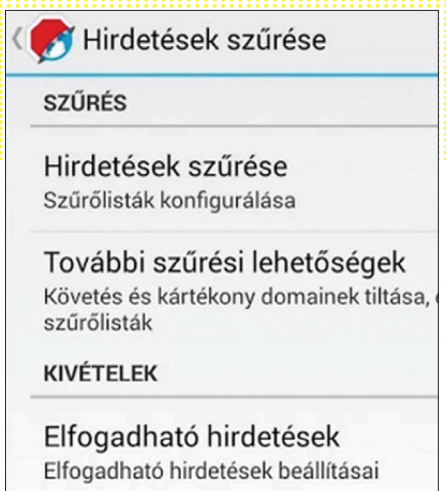 Hirdetések szűrése
SZŰRÉS
Hirdetések szűrése
Szűrőlisták konfigurálása
További szűrési lehetőségek
Követés és kártékony domainek tiltása,
szűrőlisták
KIVÉTELEK
Elfogadható hirdetések
Elfogadható hirdetések beállításai